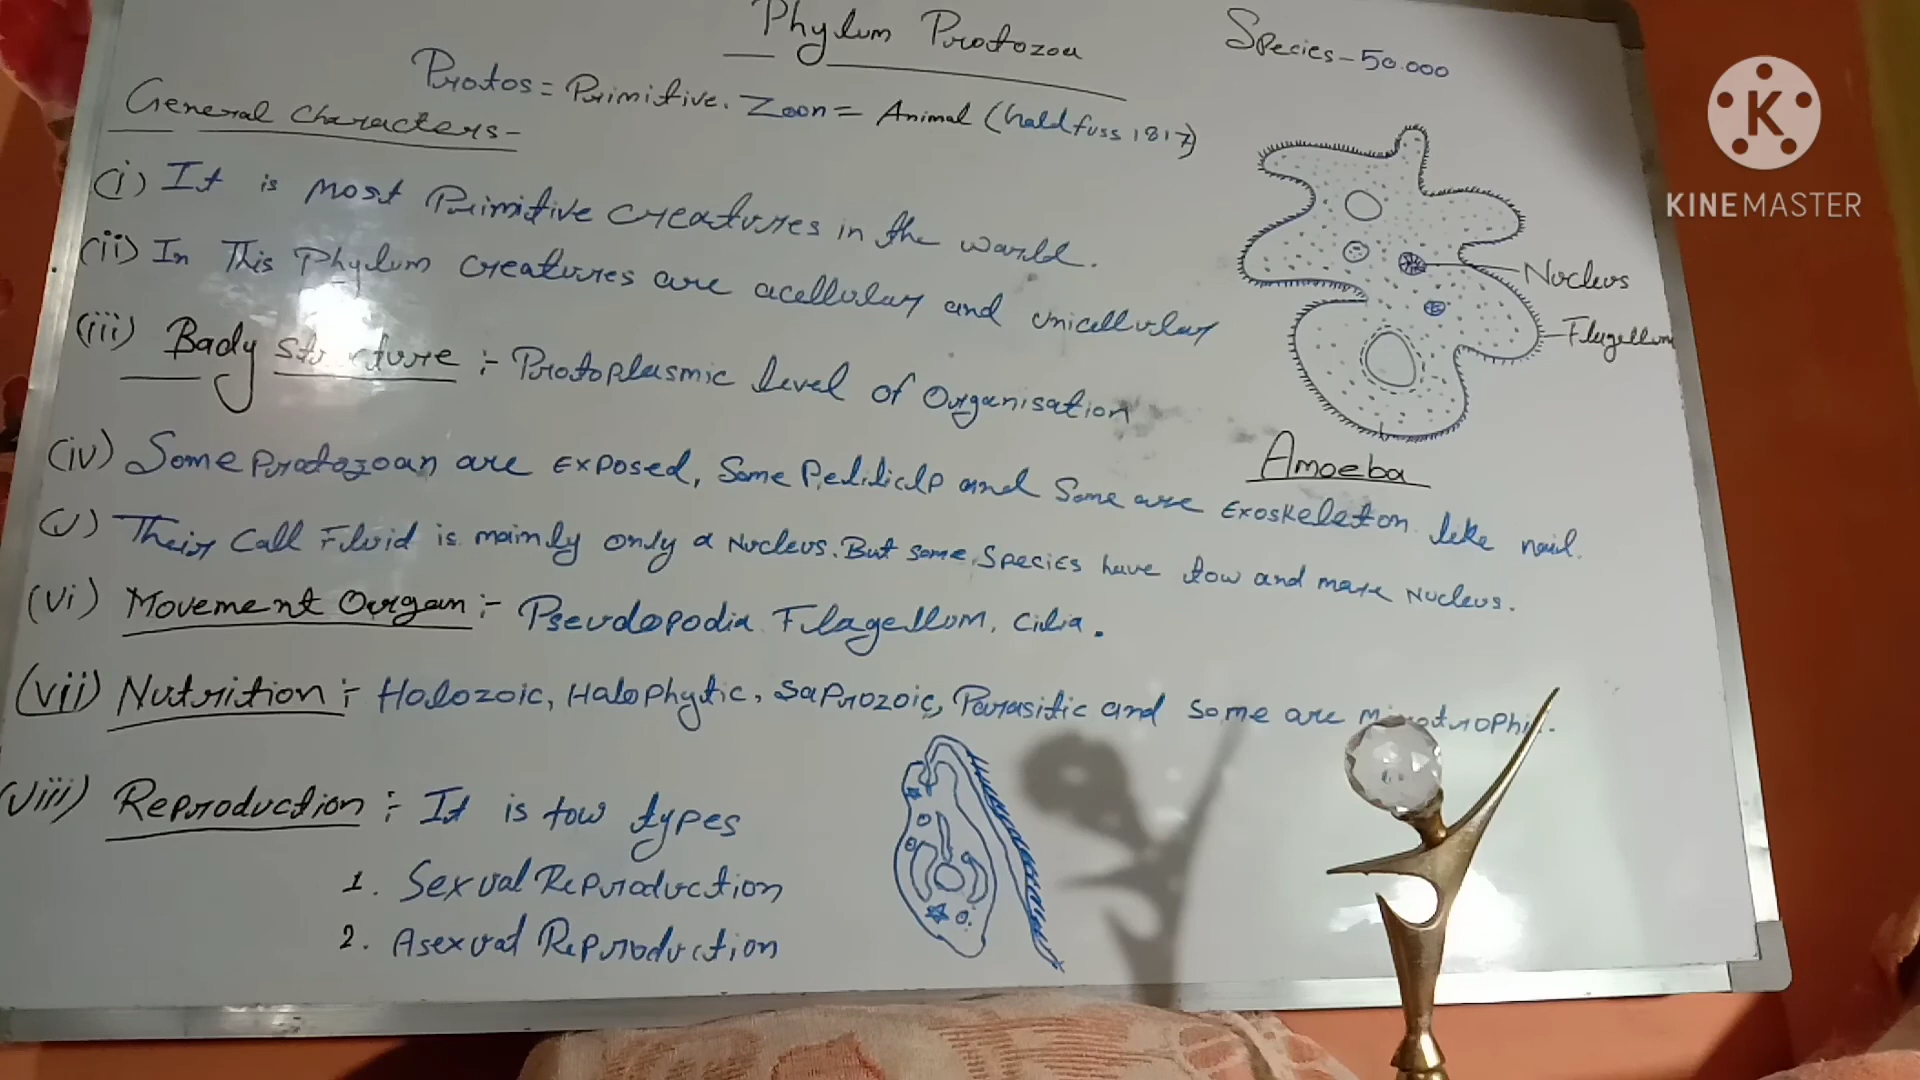 Phylum Protozoa
Species-50.000
Protos = Primitive. Zoon = Animal (haldfuss 1817)
General Characters-
(i) It is most Primitive creatures in the world.
(ii) In This Phylum creatures are acellular and unicellular
(iii) Bady structure :- Protoplasmic level of Organisation
(iv) Some Protozoan are Exposed, Some and Some are Exoskeleton like nail.
(v) Their Call Fluid is mainly only a Nucleus. But some Species have tow and mare Nucleus.
(vi) Movement Organ :- Pseudopodia Flagellum, Cilia.
(vii) Nutrition :- Holozoic, Halophytic, Saprozoic, Parasitic and Some are
(viii) Reproduction :- It is tow types
1. Sexual Reproduction
2. Asexual Reproduction
Nucleus
Flagellum
Amoeba
K
KINEMASTER